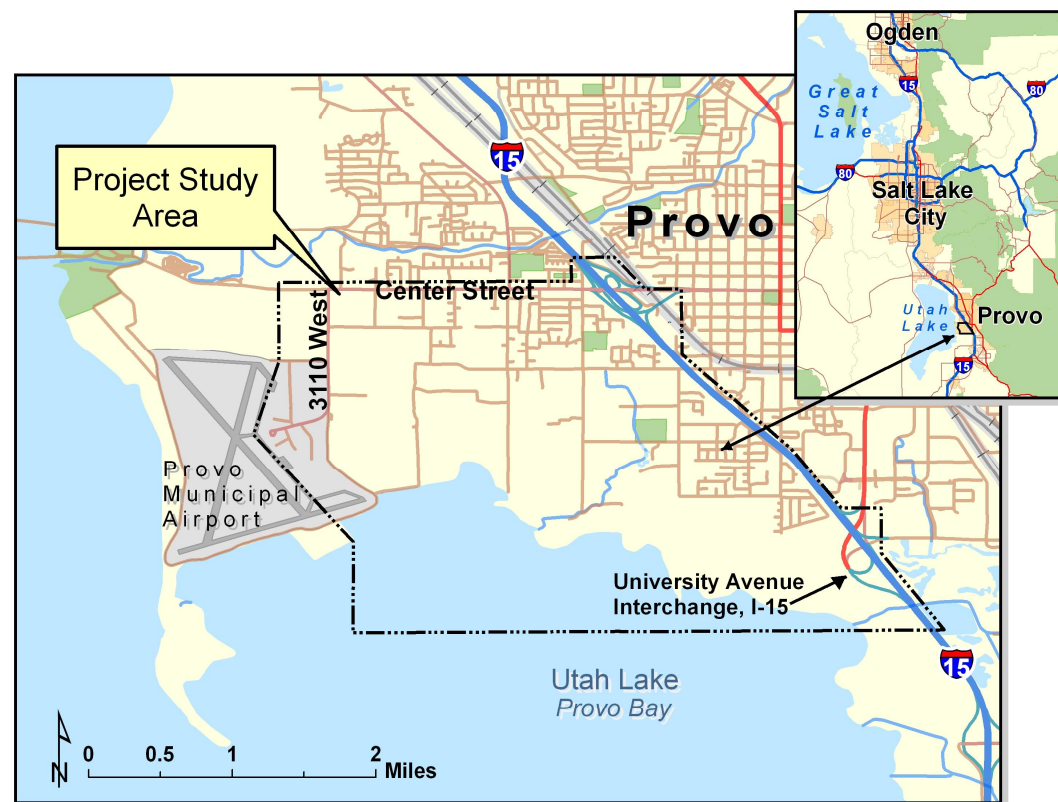 Ogden
15
80
Great
Salt
Lake
80
Salt Lake
City
Utah
Lake
Provo
15
15
Project Study
Area
Provo
Center Street
3110 West
Provo
Municipal
Airport
University Avenue
Interchange, I-15
15
Utah Lake
Provo Bay
N
0 0.5 1 2
Miles